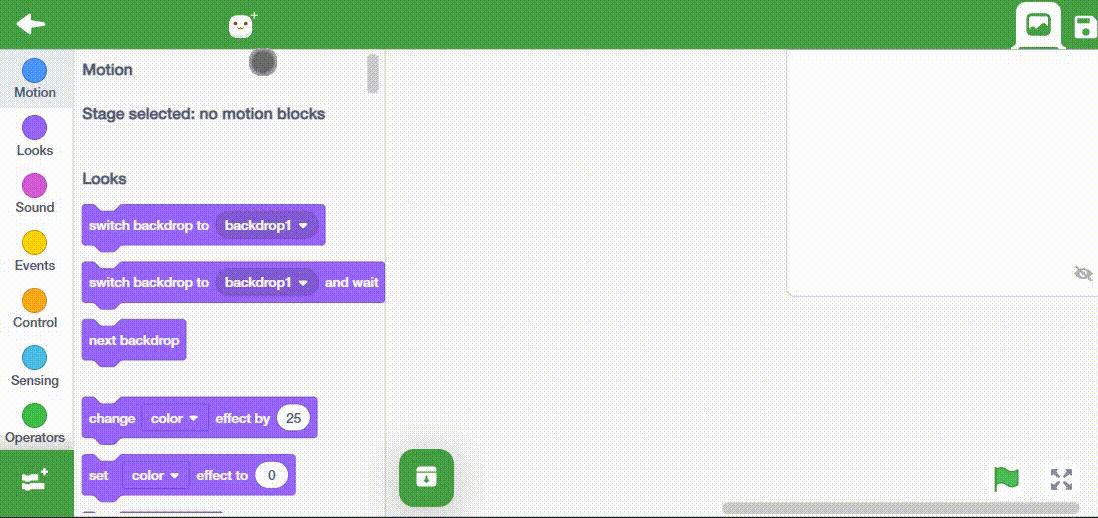 Motion
Looks
Sound
Events
Control
Sensing
Operators
Motion
Stage selected: no motion blocks
Looks
switch backdrop to backdrop1
switch backdrop to backdrop1 and wait
next backdrop
change color effect by 25
set color effect to 0